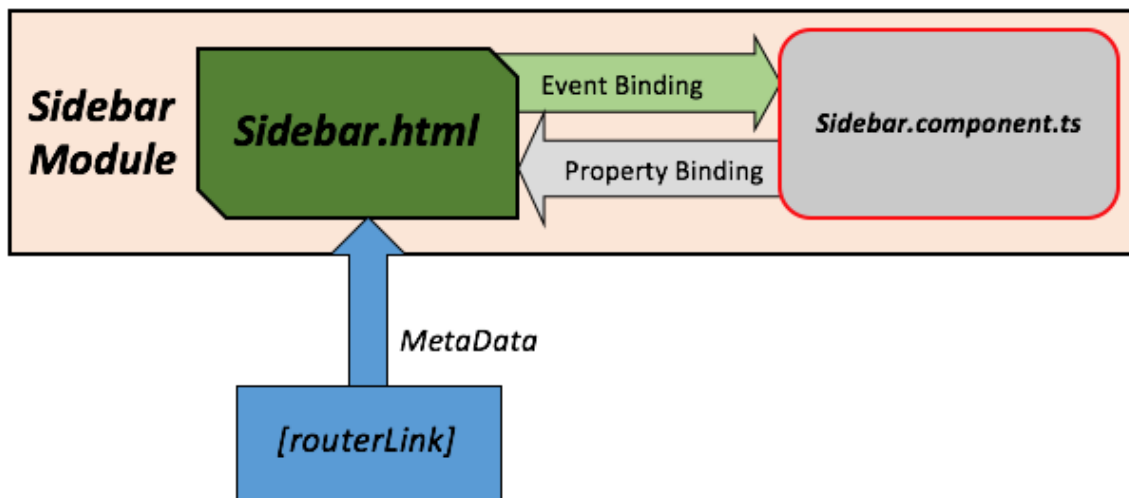 Sidebar
Module
Sidebar.html
Event Binding
Property Binding
Sidebar.component.ts
MetaData
[routerLink]